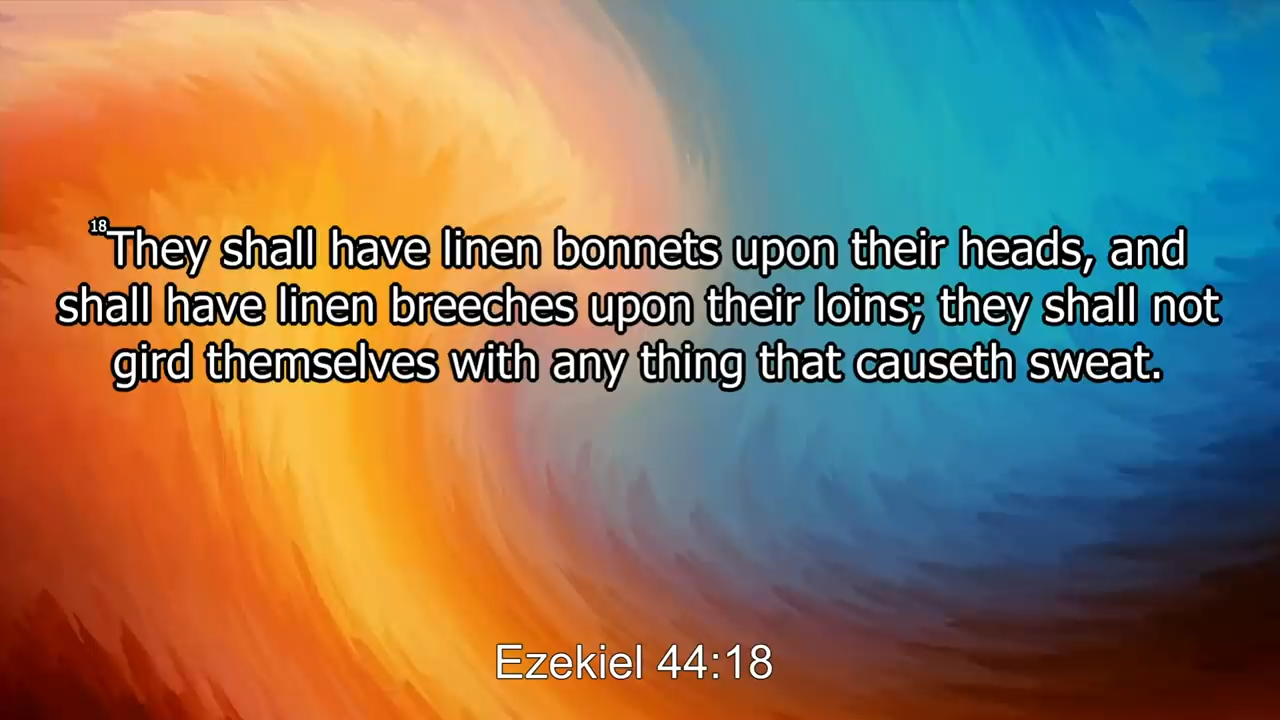 18They shall have linen bonnets upon their heads, and
shall have linen breeches upon their loins; they shall not
gird themselves with any thing that causeth sweat.
Ezekiel 44:18